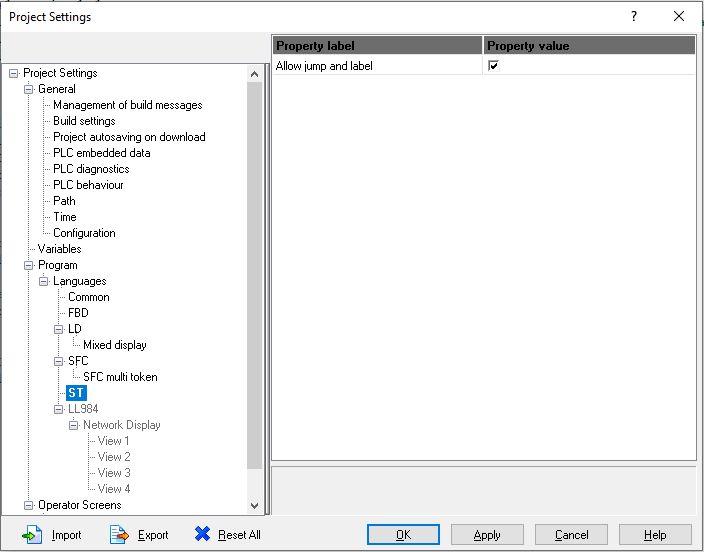 Project Settings
?
Property label Property value
Allow jump and label
Project Settings
General
Management of build messages
Build settings
Project autosaving on download
PLC embedded data
PLC diagnostics
PLC behaviour
Path
Time
Configuration
Variables
Program
Languages
Common
FBD
LD
Mixed display
SFC
SFC multi token
ST
LL984
Network Display
View 1
View 2
View 3
View 4
Operator Screens
Import Export Reset All OK Apply Cancel Help